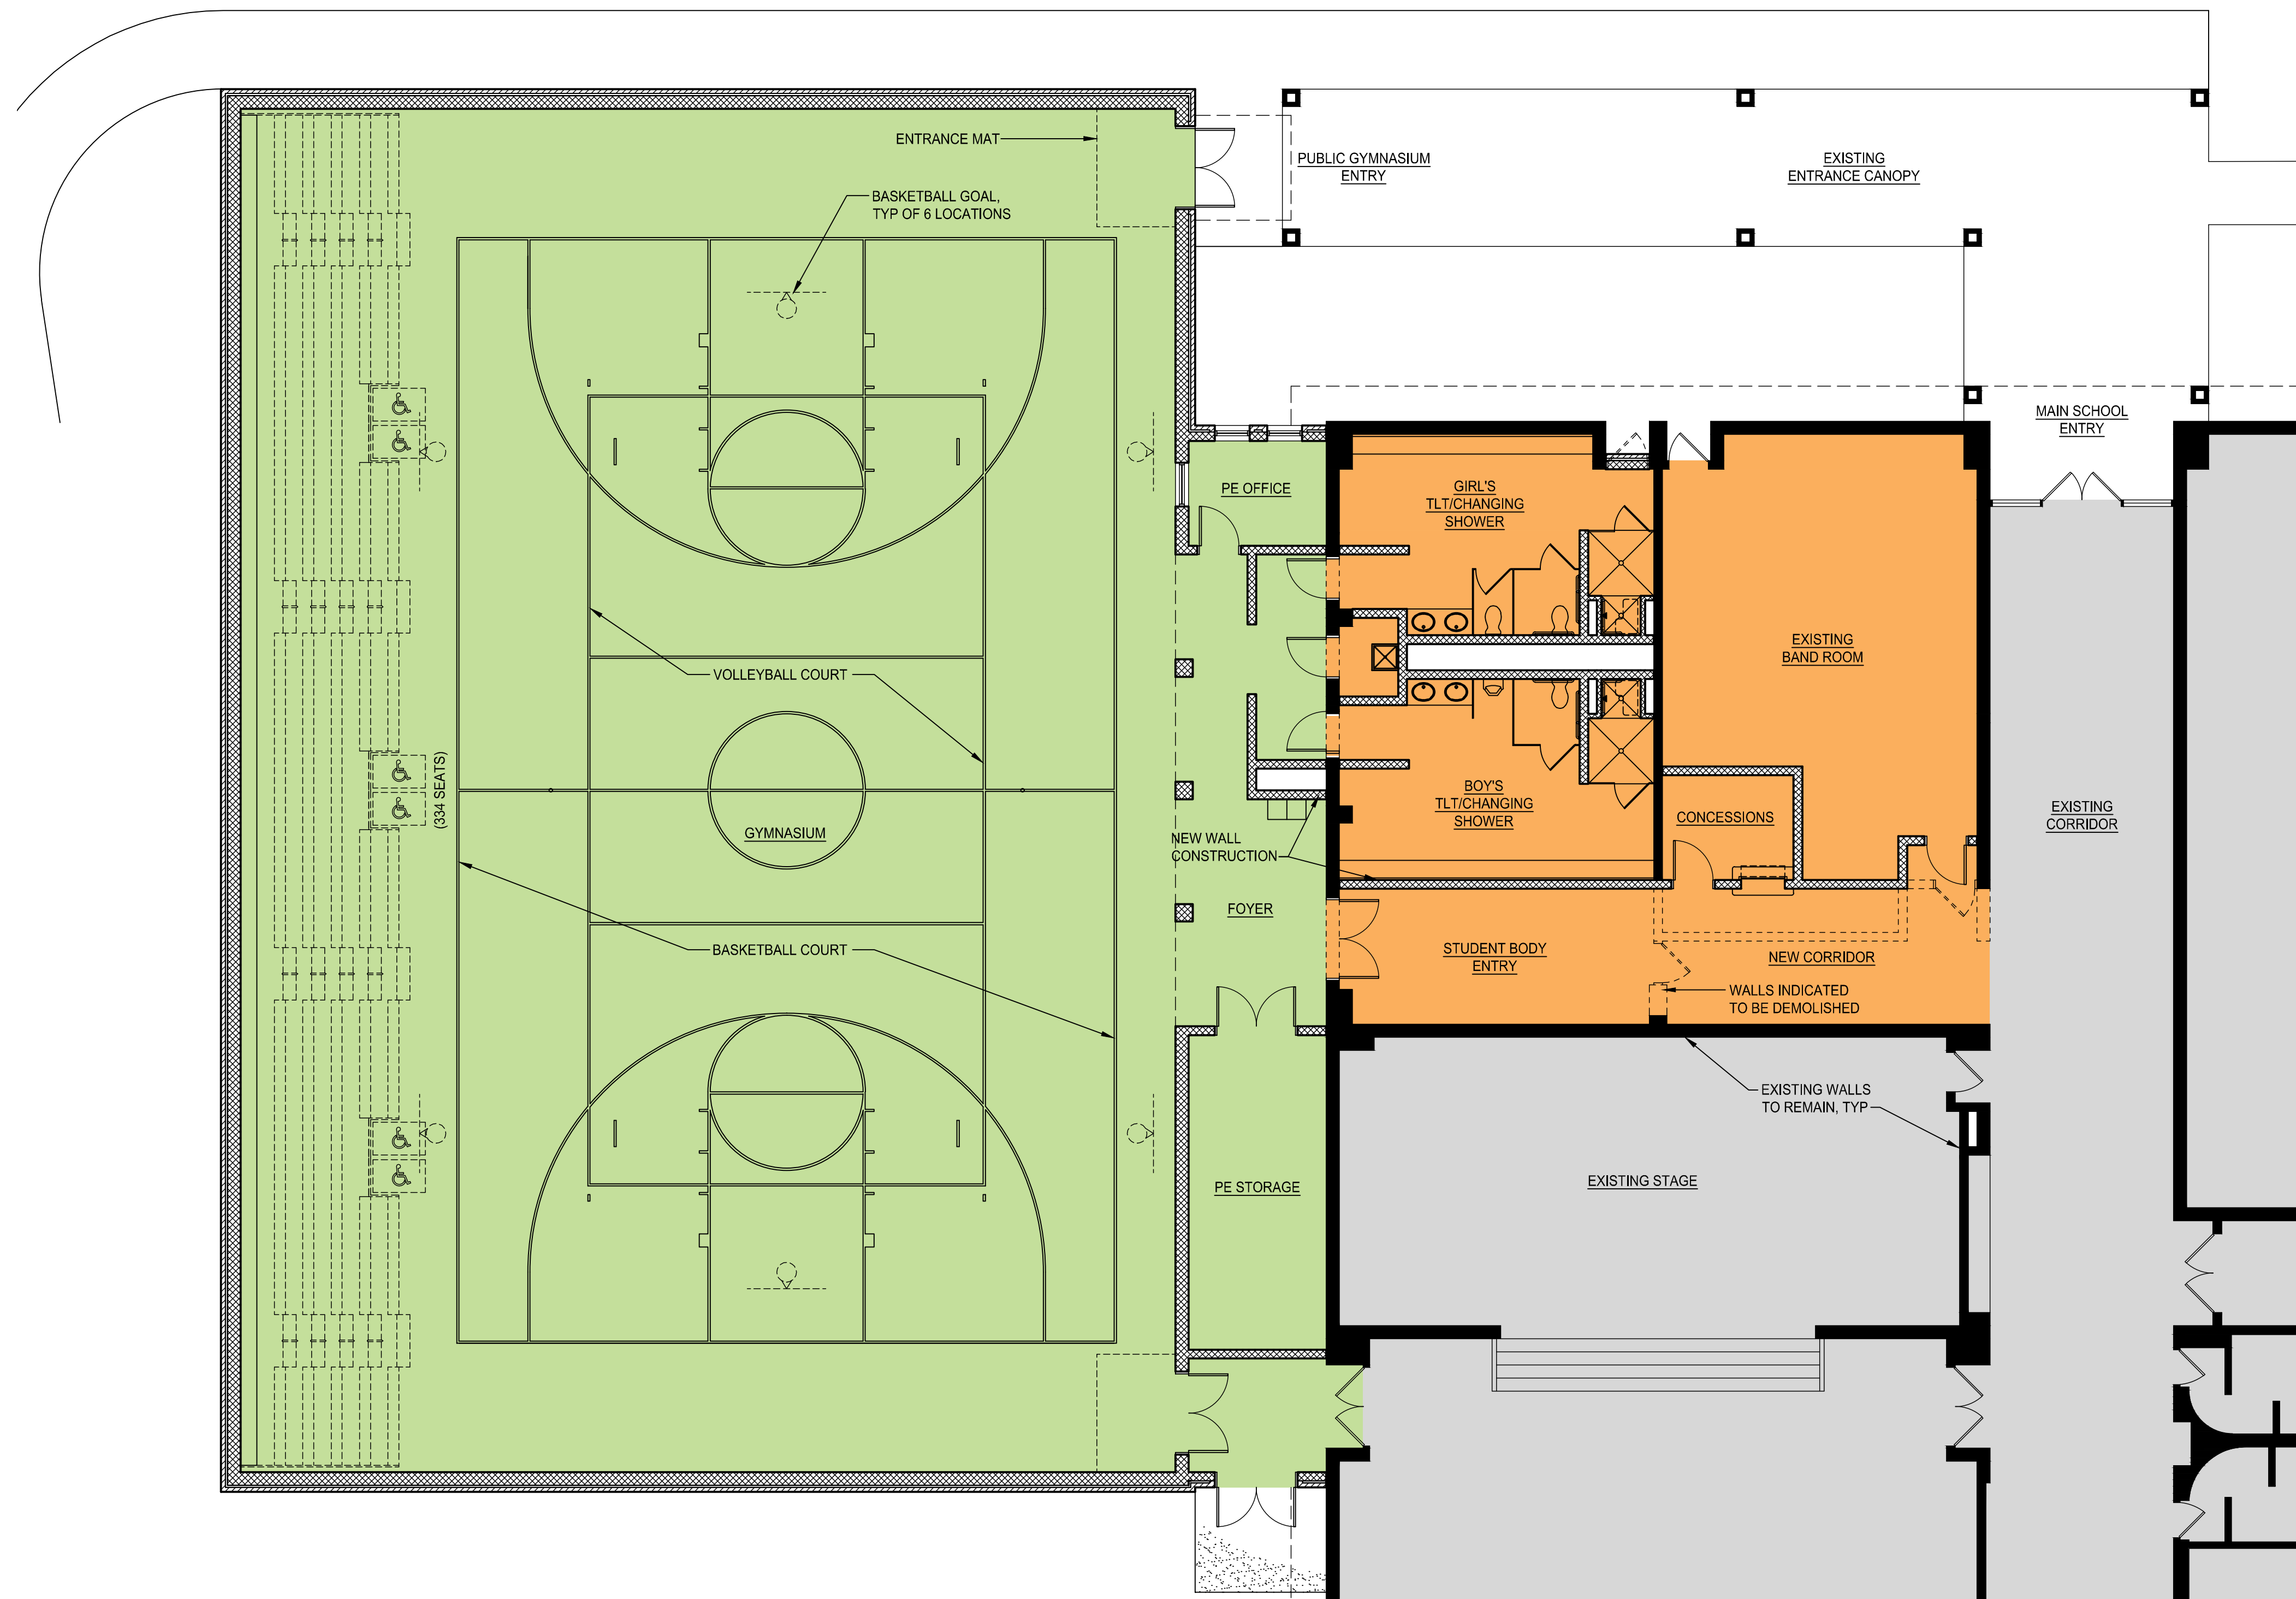 ENTRANCE MAT
PUBLIC GYMNASIUM
ENTRY
EXISTING
ENTRANCE CANOPY
BASKETBALL GOAL,
TYP OF 6 LOCATIONS
MAIN SCHOOL
ENTRY
PE OFFICE
GIRL'S
TLT/CHANGING
SHOWER
EXISTING
BAND ROOM
VOLLEYBALL COURT
(334 SEATS)
GYMNASIUM
NEW WALL
CONSTRUCTION
BOY'S
TLT/CHANGING
SHOWER
CONCESSIONS
EXISTING
CORRIDOR
FOYER
BASKETBALL COURT
STUDENT BODY
ENTRY
NEW CORRIDOR
WALLS INDICATED
TO BE DEMOLISHED
EXISTING WALLS
TO REMAIN, TYP
PE STORAGE
EXISTING STAGE